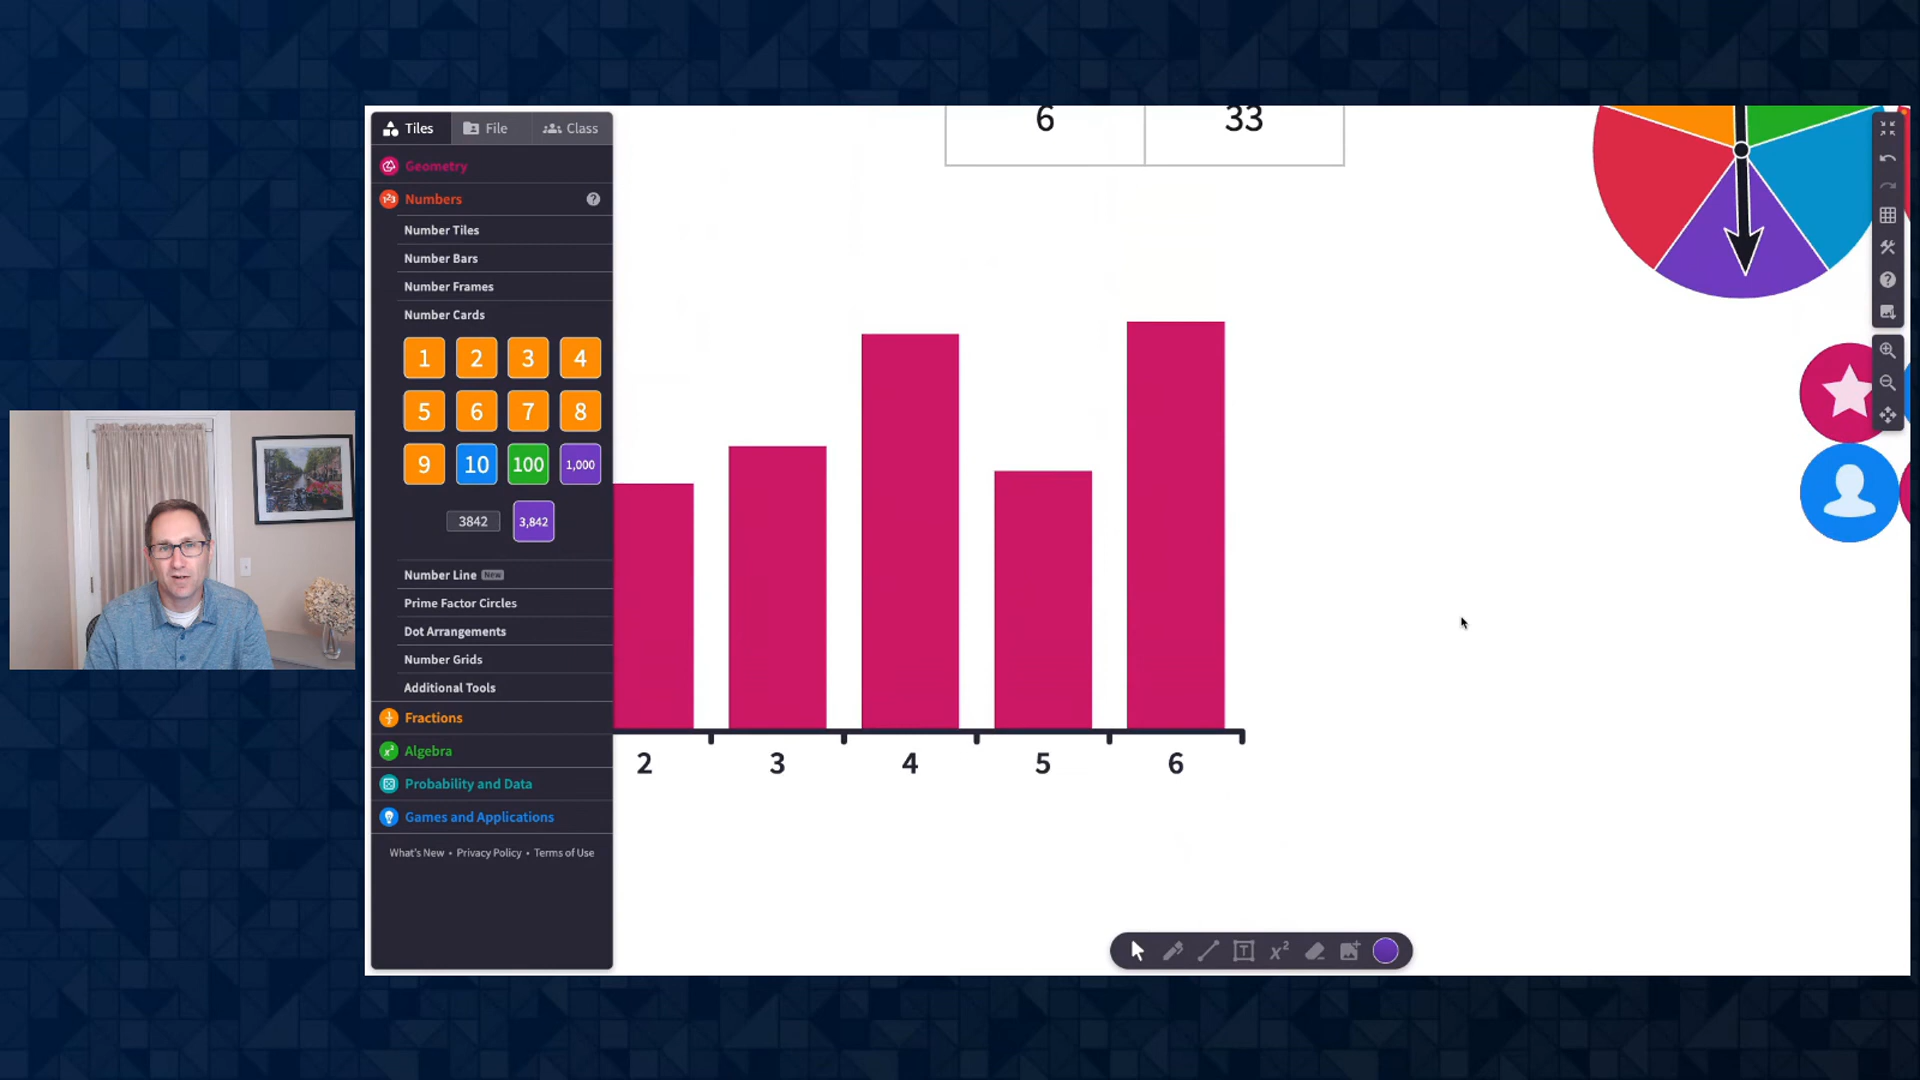 Tiles File Class
Geometry
Numbers ?
Number Tiles
Number Bars
Number Frames
Number Cards
1 2 3 4
5 6 7 8
9 10 100 1,000
3842 3,842
Number Line New
Prime Factor Circles
Dot Arrangements
Number Grids
Additional Tools
Fractions
Algebra
Probability and Data
Games and Applications
What's New • Privacy Policy • Terms of Use
6 33
2 3 4 5 6
T x²